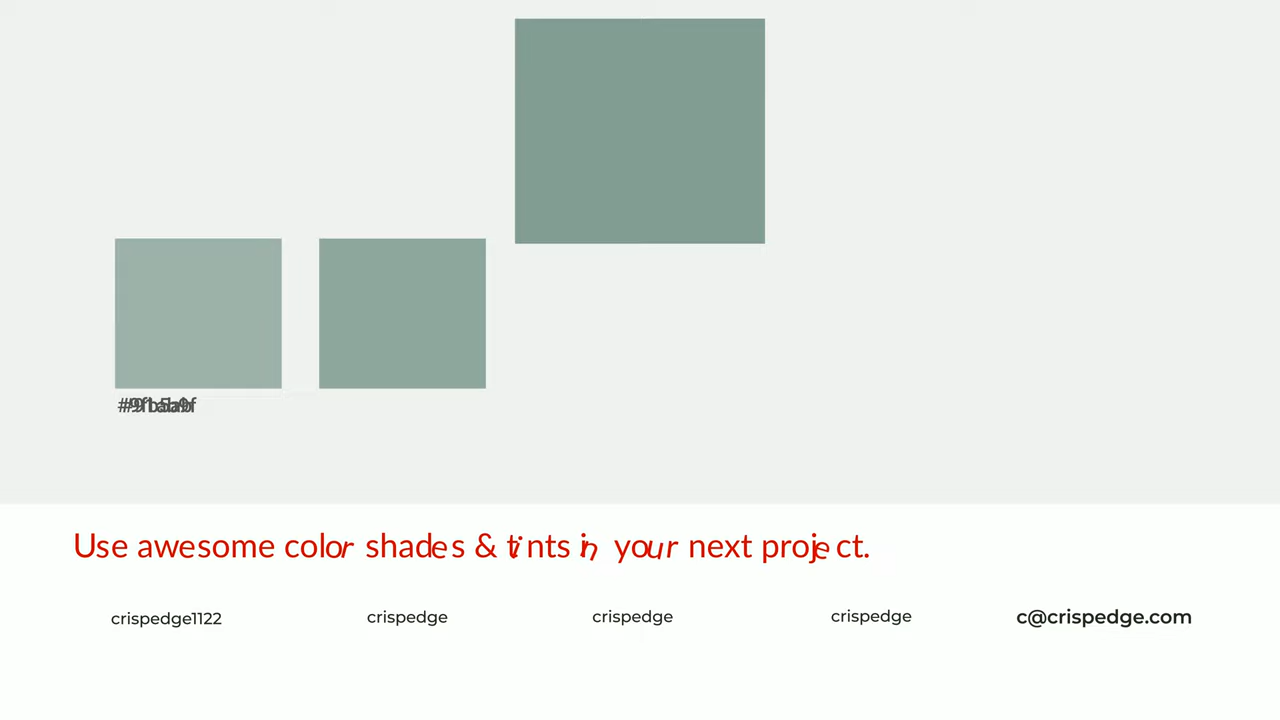 Use awesome color shades & tints in your next project.
crispedge1122 crispedge crispedge crispedge c@crispedge.com